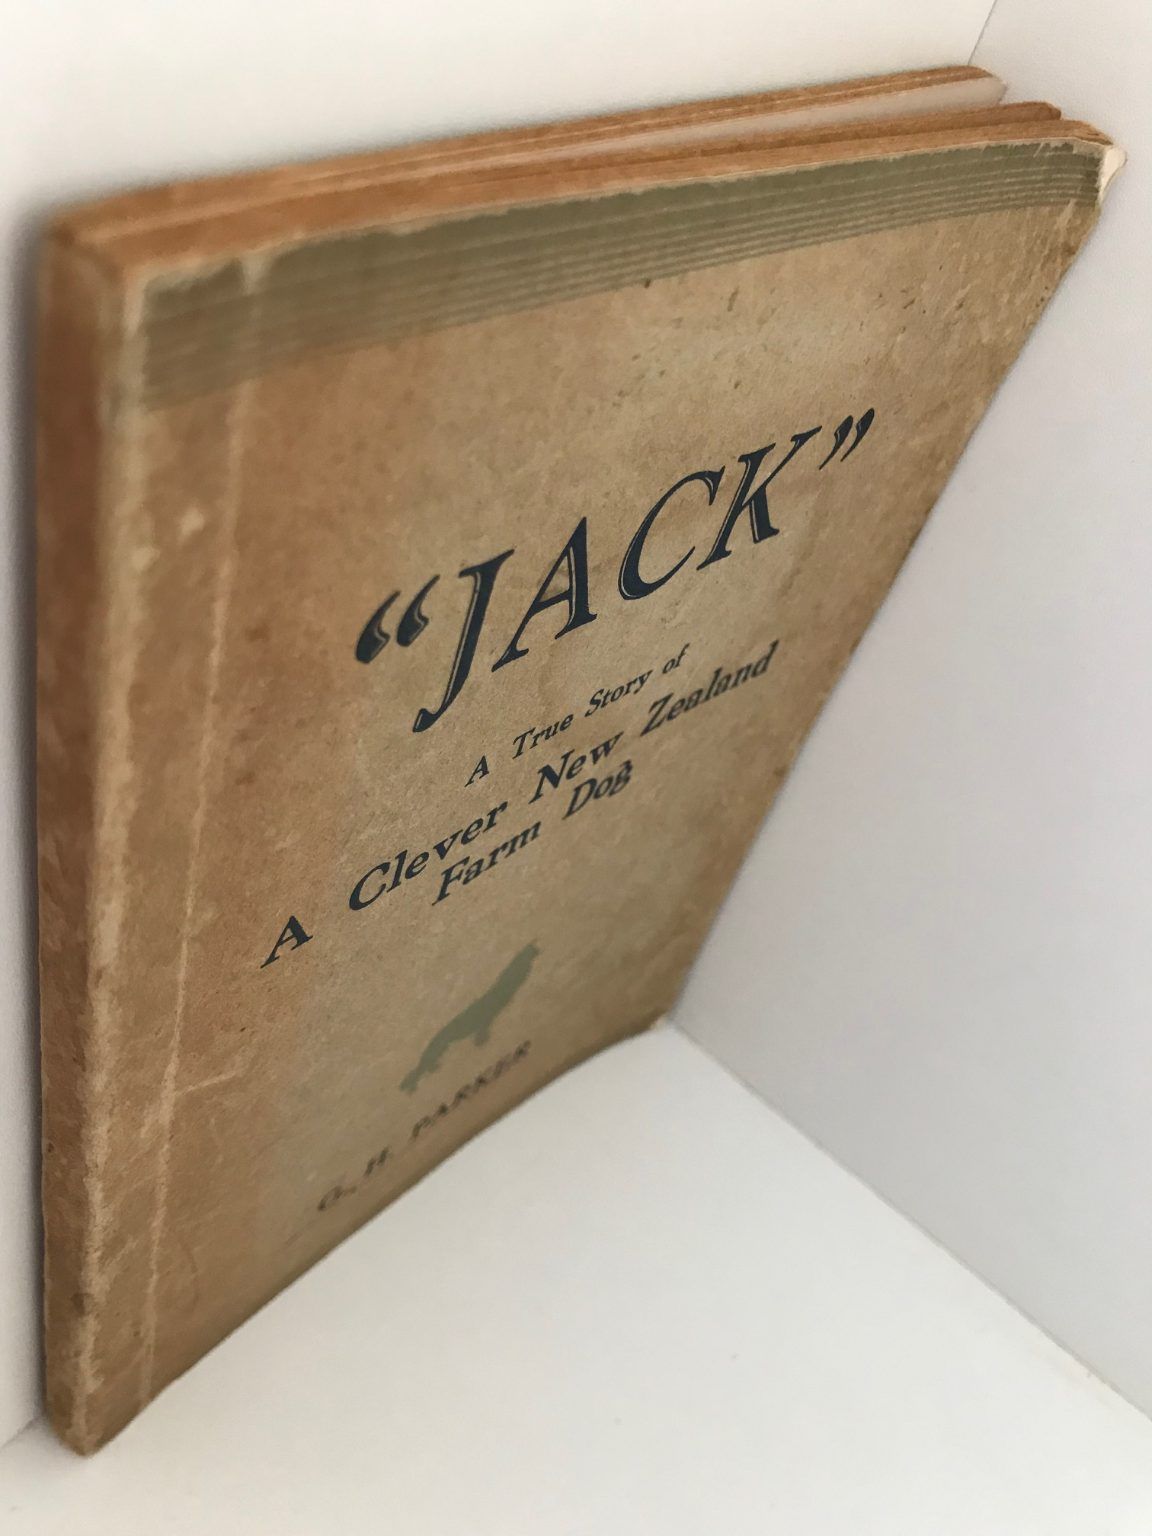 “JACK”
A True Story of
A Clever New Zealand
Farm Dog
G. H. PARKER